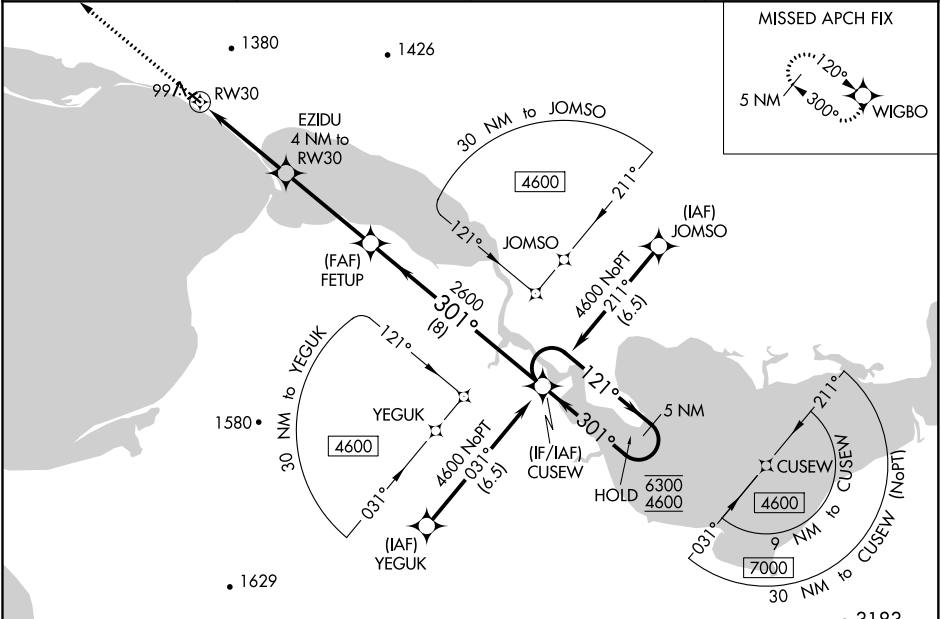 MISSED APCH FIX
120°
5 NM
300°
WIGBO
1380
1426
991
RW30
EZIDU
4 NM to
RW30
30 NM to JOMSO
4600
211°
121°
JOMSO
(IAF)
JOMSO
4600 NoPT
211°
(6.5)
(FAF)
FETUP
2600
301°
(8)
30 NM to YEGUK
121°
YEGUK
4600
031°
1580
4600 NoPT
031°
(6.5)
(IAF)
YEGUK
121°
301°
5 NM
(IF/IAF)
CUSEW
HOLD
6300
4600
211°
CUSEW
4600
031°
9 NM to CUSEW
7000
30 NM to CUSEW (NoPT)
1629